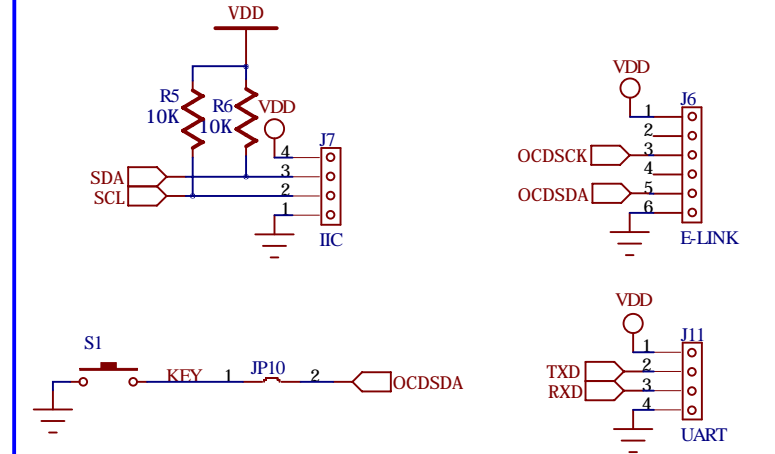 VDD
R5
10K
R6
10K
VDD
J7
4
3
2
1
SDA
SCL
IIC
VDD
J6
1
2
3
4
5
6
OCDSCK
OCDSDA
E-LINK
S1
KEY
1
JP10
2
OCDSDA
VDD
J11
1
2
3
4
TXD
RXD
UART